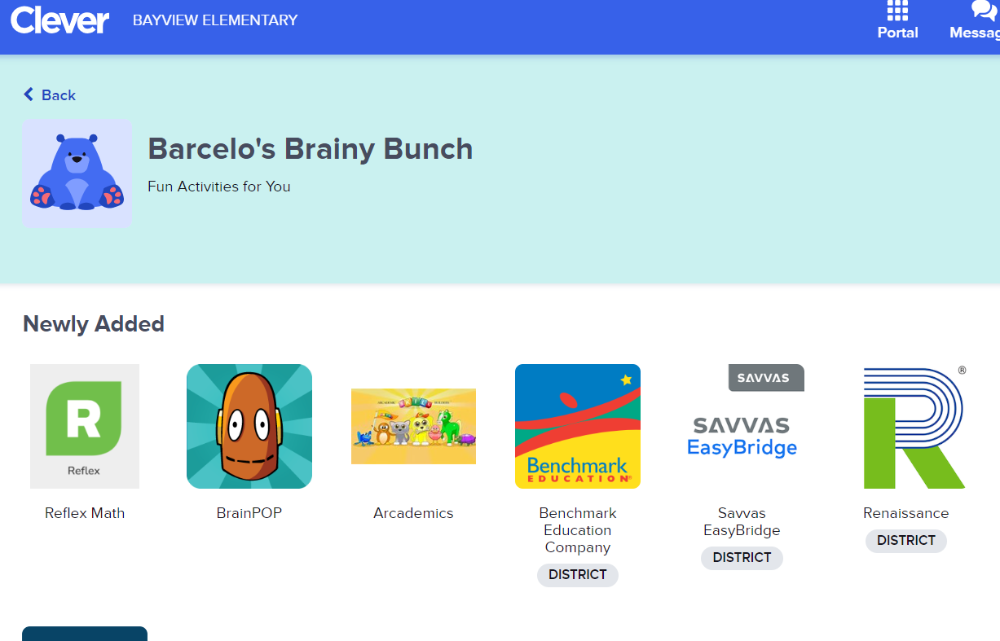 Clever
BAYVIEW ELEMENTARY
Portal
Messag
Back
Barcelo's Brainy Bunch
Fun Activities for You
Newly Added
R
Reflex
Reflex Math
BrainPOP
Arcademics
Benchmark
EDUCATION®
Benchmark
Education
Company
DISTRICT
SAVVAS
SAVVAS
EasyBridge
Savvas
EasyBridge
DISTRICT
R®
Renaissance
DISTRICT